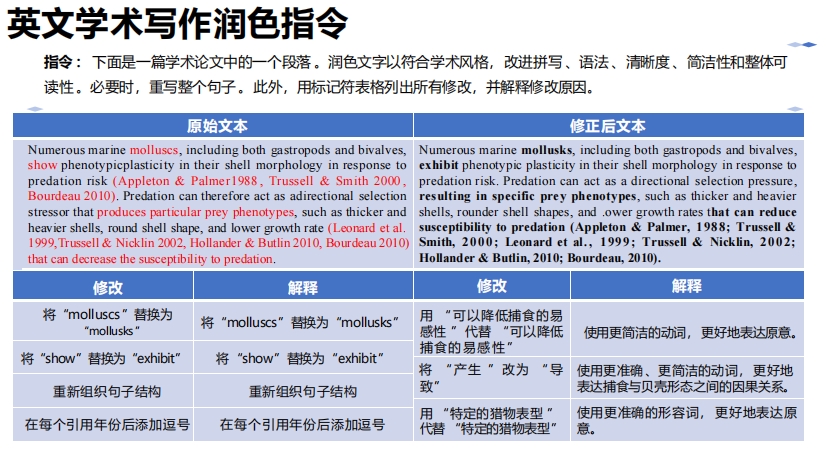 英文学术写作润色指令
指令： 下面是一篇学术论文中的一个段落。润色文字以符合学术风格，改进拼写、语法、清晰度、简洁性和整体可
读性。必要时，重写整个句子。此外，用标记符表格列出所有修改，并解释修改原因。
原始文本
Numerous marine molluscs, including both gastropods and bivalves,
show phenotypicplasticity in their shell morphology in response to
predation risk (Appleton & Palmer1988, Trussell & Smith 2000,
Bourdeau 2010). Predation can therefore act as adirectional selection
stressor that produces particular prey phenotypes, such as thicker and
heavier shells, round shell shape, and lower growth rate (Leonard et al.
1999,Trussell & Nicklin 2002, Hollander & Butlin 2010, Bourdeau 2010)
that can decrease the susceptibility to predation.
修正后文本
Numerous marine mollusks, including both gastropods and bivalves,
exhibit phenotypic plasticity in their shell morphology in response to
predation risk. Predation can act as a directional selection pressure,
resulting in specific prey phenotypes, such as thicker and heavier
shells, rounder shell shapes, and .ower growth rates that can reduce
susceptibility to predation (Appleton & Palmer, 1988; Trussell &
Smith, 2000; Leonard et al., 1999; Trussell & Nicklin, 2002;
Hollander & Butlin, 2010; Bourdeau, 2010).
修改
解释
将“molluscs”替换为
“mollusks”
将“molluscs”替换为“mollusks”
将“show”替换为“exhibit”
将“show”替换为“exhibit”
重新组织句子结构
重新组织句子结构
在每个引用年份后添加逗号
在每个引用年份后添加逗号
修改
解释
用 “可以降低捕食的易
感性 ”代替 “可以降低
捕食的易感性”
使用更简洁的动词，更好地表达原意。
将 “产生 ”改为 “导
致”
使用更准确、更简洁的动词，更好地
表达捕食与贝壳形态之间的因果关系。
用“特定的猎物表型 ”
代替“特定的猎物表型”
使用更准确的形容词，更好地表达原
意。